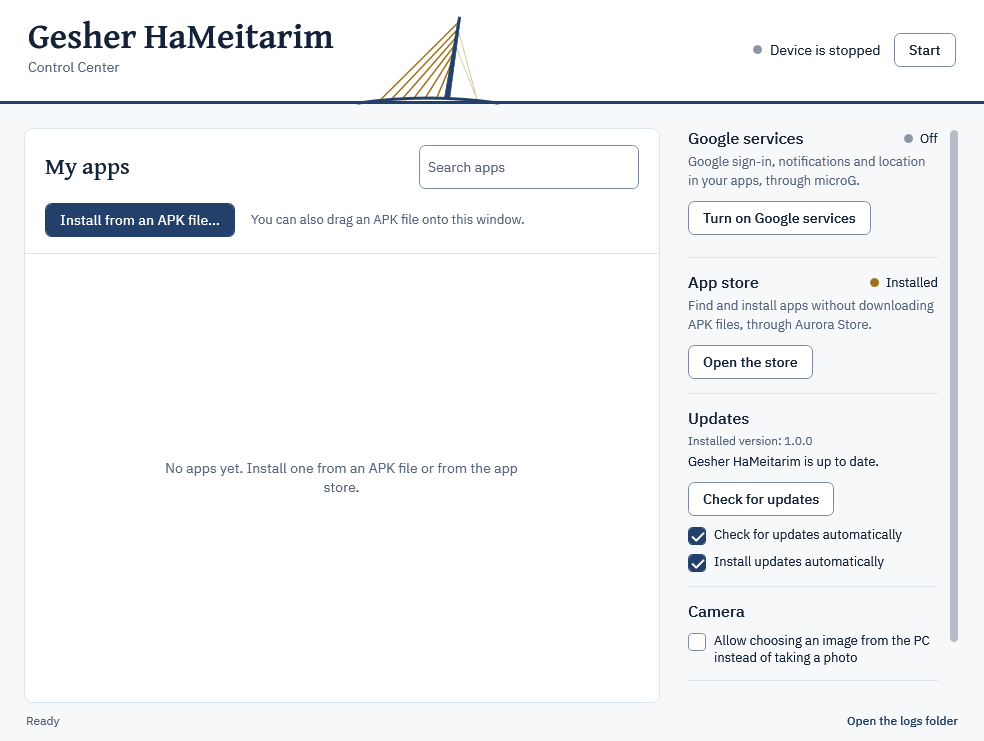 Gesher HaMeitarim
Control Center
Device is stopped
Start
My apps
Search apps
Install from an APK file...
You can also drag an APK file onto this window.
No apps yet. Install one from an APK file or from the app
store.
Google services
Off
Google sign-in, notifications and location
in your apps, through microG.
Turn on Google services
App store
Installed
Find and install apps without downloading
APK files, through Aurora Store.
Open the store
Updates
Installed version: 1.0.0
Gesher HaMeitarim is up to date.
Check for updates
Check for updates automatically
Install updates automatically
Camera
Allow choosing an image from the PC
instead of taking a photo
Ready
Open the logs folder